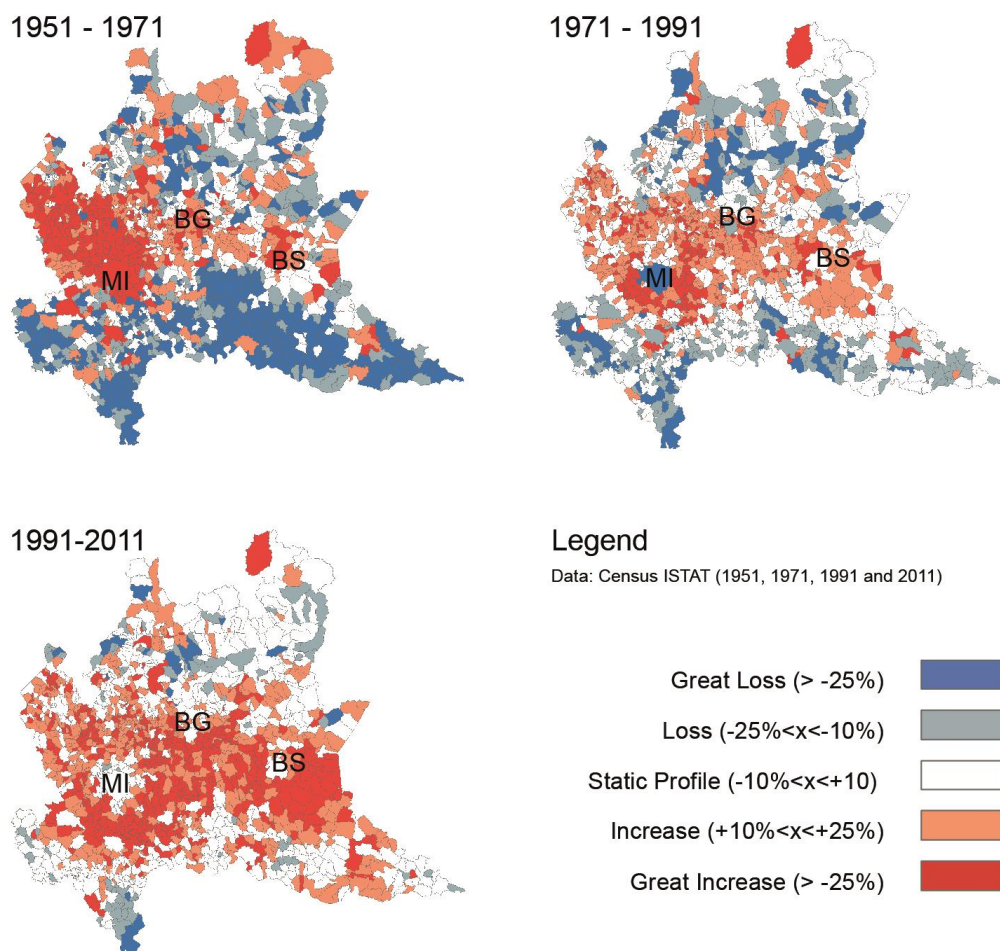 1951 - 1971
1971 - 1991
BG
BS
MI
BG
BS
MI
1991-2011
BG
BS
MI
Legend
Data: Census ISTAT (1951, 1971, 1991 and 2011)
Great Loss (> -25%)
Loss (-25%<x<-10%)
Static Profile (-10%<x<+10)
Increase (+10%<x<+25%)
Great Increase (> -25%)